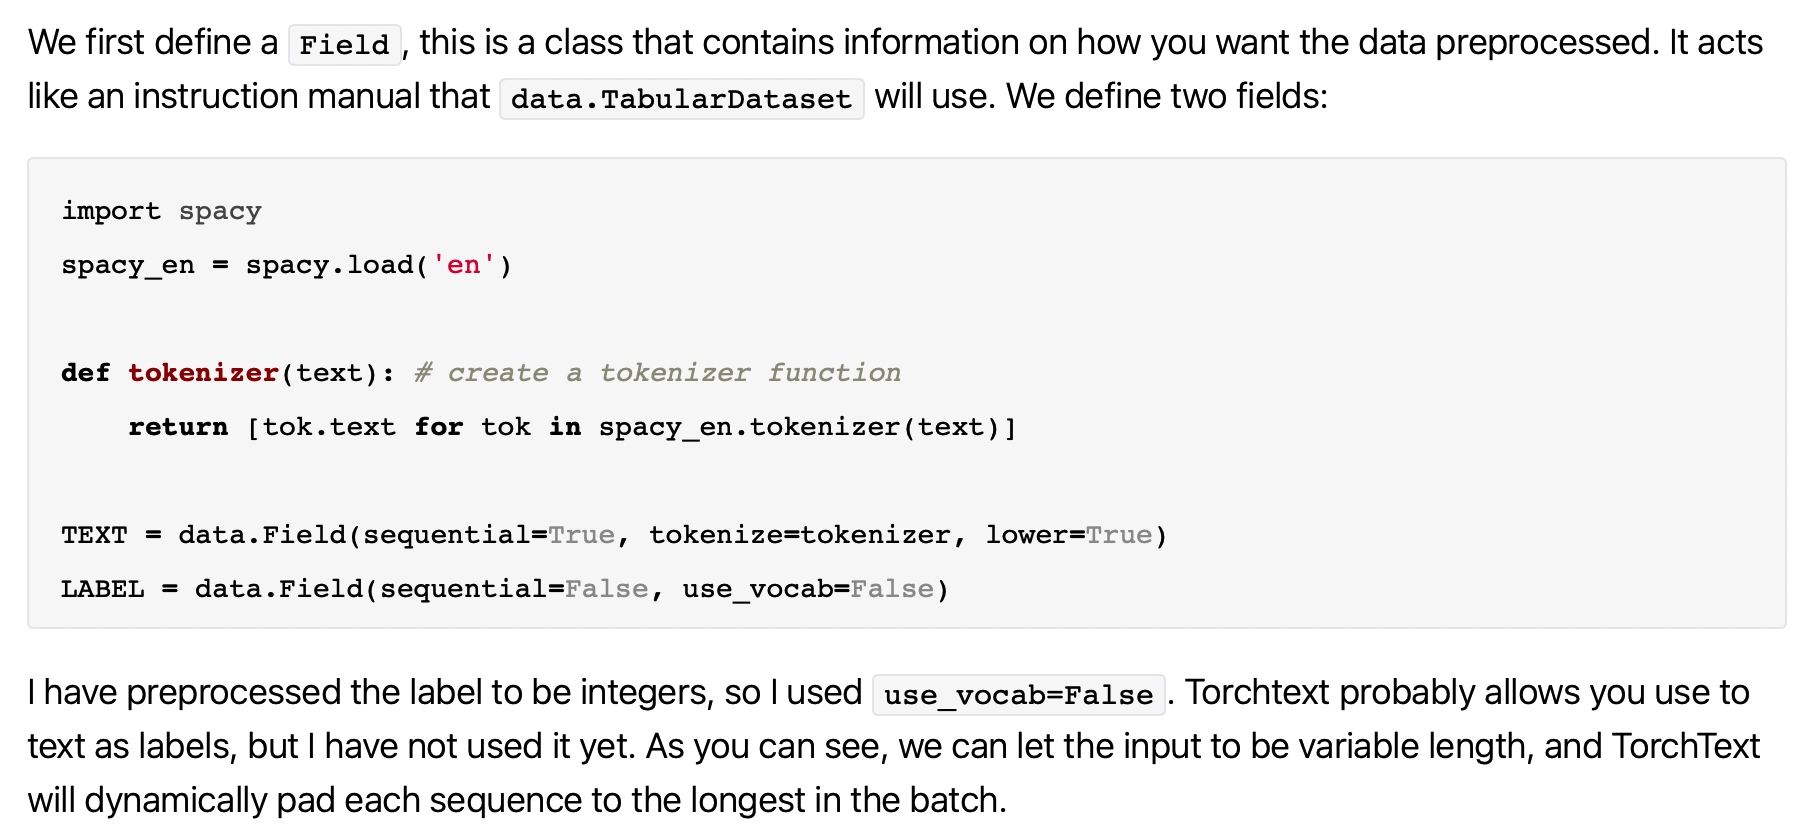 We first define a Field, this is a class that contains information on how you want the data preprocessed. It acts
like an instruction manual that data.TabularDataset will use. We define two fields:
import spacy
spacy_en = spacy.load('en')
def tokenizer(text): # create a tokenizer function
    return [tok.text for tok in spacy_en.tokenizer(text)]
TEXT = data.Field(sequential=True, tokenize=tokenizer, lower=True)
LABEL = data.Field(sequential=False, use_vocab=False)
I have preprocessed the label to be integers, so I used use_vocab=False. Torchtext probably allows you use to
text as labels, but I have not used it yet. As you can see, we can let the input to be variable length, and TorchText
will dynamically pad each sequence to the longest in the batch.